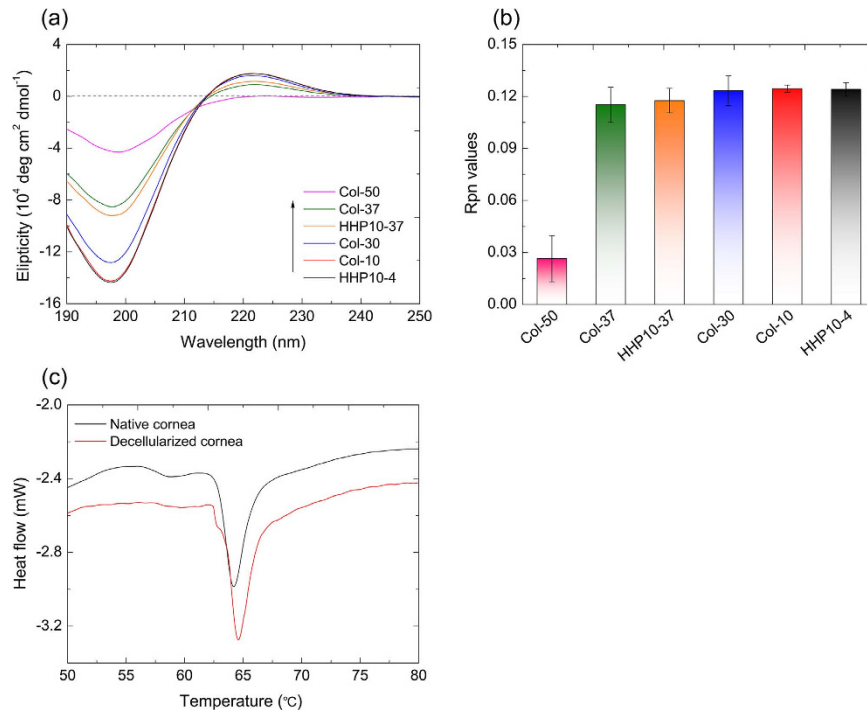 (a)
4
0
-4
-8
-12
-16
190
200
210
220
230
240
250
Elipticity (10⁴ deg cm² dmol⁻¹)
Wavelength (nm)
Col-50
Col-37
HHP10-37
Col-30
Col-10
HHP10-4
(b)
0.15
0.12
0.09
0.06
0.03
0.00
Rpn values
Col-50
Col-37
HHP10-37
Col-30
Col-10
HHP10-4
(c)
-2.0
-2.4
-2.8
-3.2
50
55
60
65
70
75
80
Heat flow (mW)
Temperature (℃)
Native cornea
Decellularized cornea